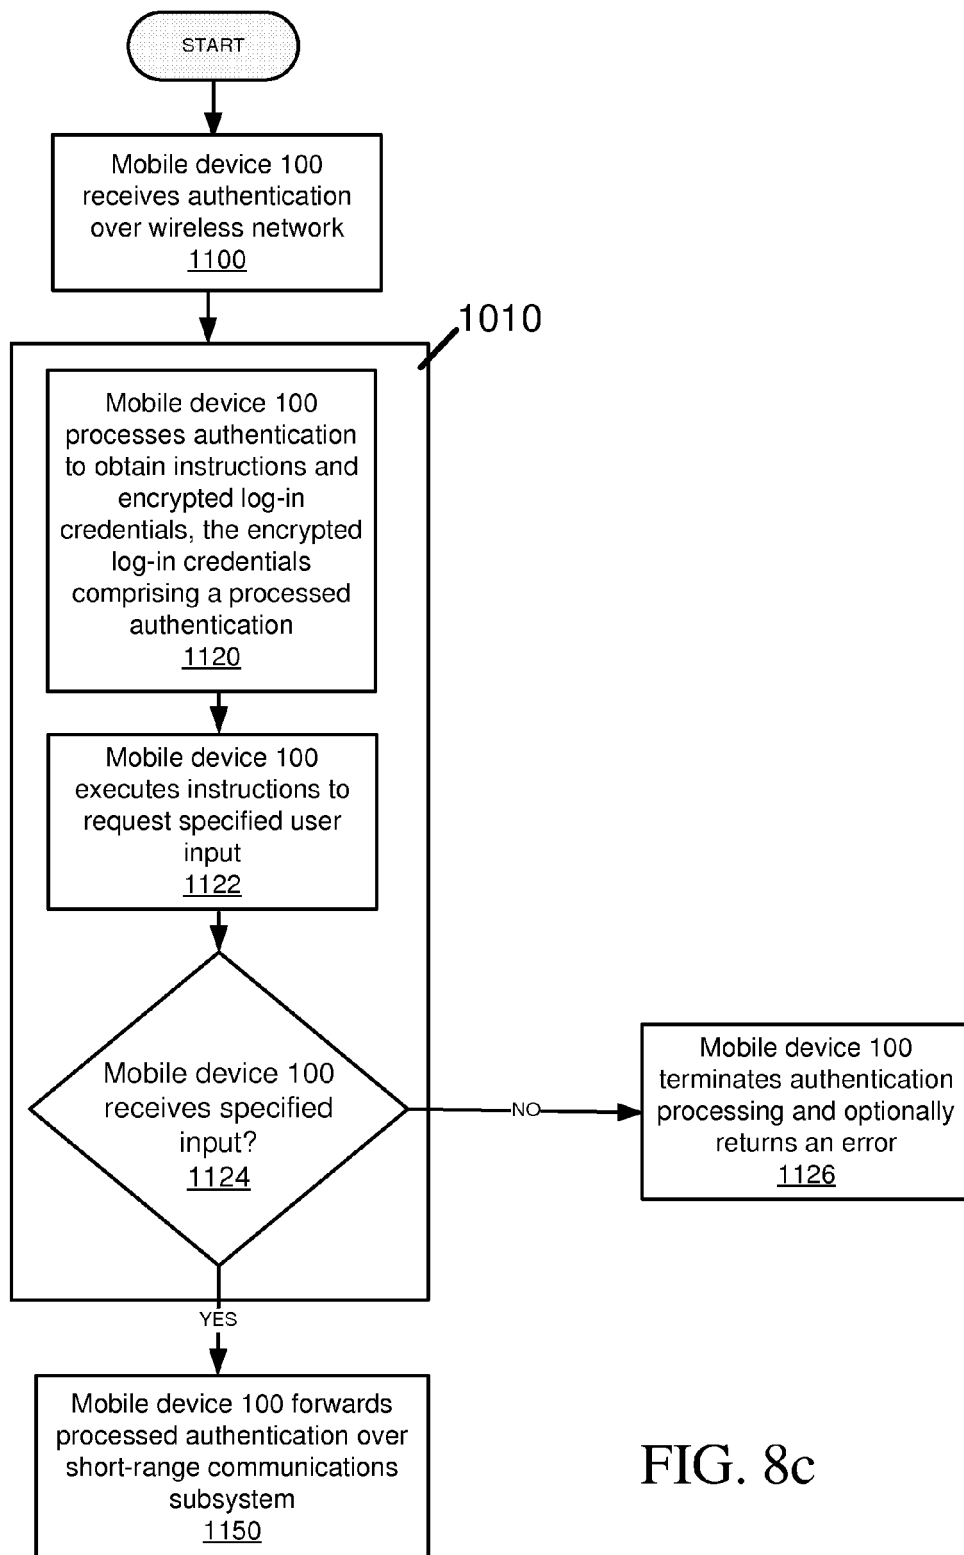 START
Mobile device 100
receives authentication
over wireless network
1100
1010
Mobile device 100
processes authentication
to obtain instructions and
encrypted log-in
credentials, the encrypted
log-in credentials
comprising a processed
authentication
1120
Mobile device 100
executes instructions to
request specified user
input
1122
Mobile device 100
receives specified
input?
1124
NO
Mobile device 100
terminates authentication
processing and optionally
returns an error
1126
YES
Mobile device 100 forwards
processed authentication over
short-range communications
subsystem
1150
FIG. 8c